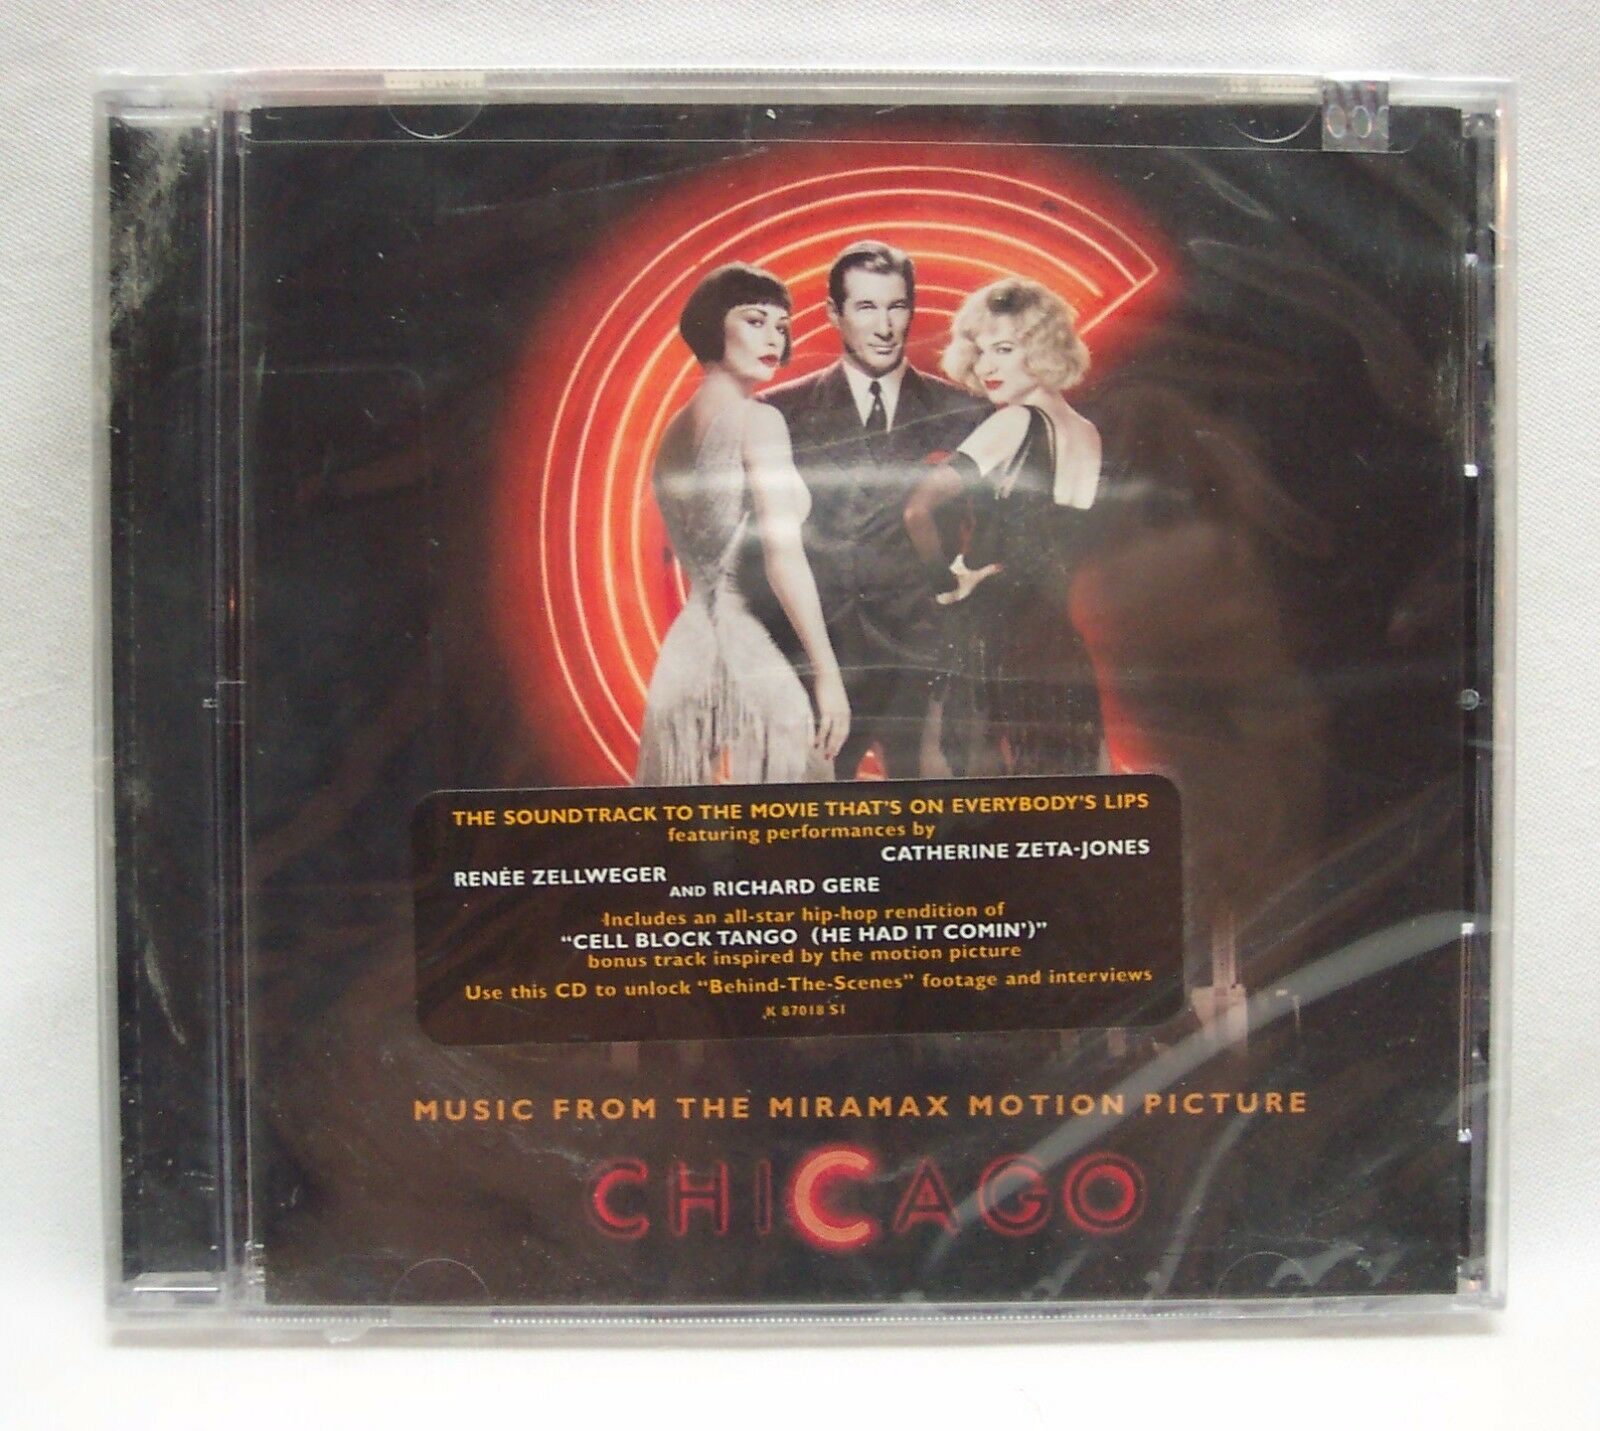 THE SOUNDTRACK TO THE MOVIE THAT'S ON EVERYBODY'S LIPS
featuring performances by
CATHERINE ZETA-JONES
RENÉE ZELLWEGER
AND RICHARD GERE
Includes an all-star hip-hop rendition of
“CELL BLOCK TANGO (HE HAD IT COMIN')”
bonus track inspired by the motion picture
Use this CD to unlock “Behind-The-Scenes” footage and interviews
K 87018 S1
MUSIC FROM THE MIRAMAX MOTION PICTURE
CHICAGO